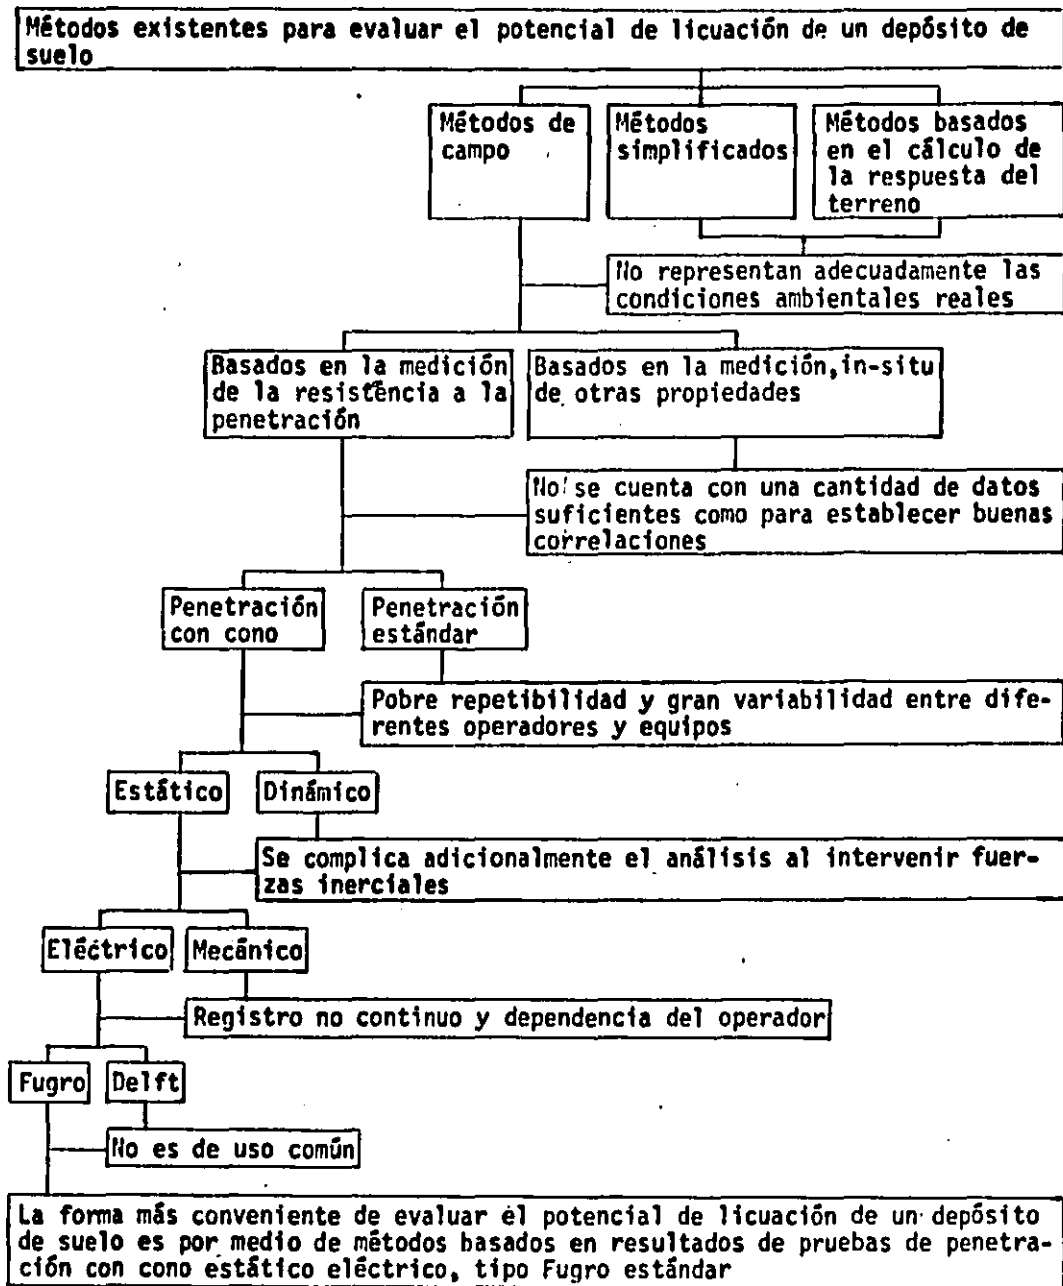 Métodos existentes para evaluar el potencial de licuación de un depósito de
suelo
Métodos de
campo
Métodos
simplificados
Métodos basados
en el cálculo de
la respuesta del
terreno
No representan adecuadamente las
condiciones ambientales reales
Basados en la medición
de la resisténcia a la
penetración
Basados en la medición, in-situ
de otras propiedades
No se cuenta con una cantidad de datos
suficientes como para establecer buenas
correlaciones
Penetración
con cono
Penetración
estándar
Pobre repetibilidad y gran variabilidad entre dife-
rentes operadores y equipos
Estático
Dinámico
Se complica adicionalmente el análisis al intervenir fuer-
zas inerciales
Eléctrico
Mecánico
Registro no continuo y dependencia del operador
Fugro
Delft
No es de uso común
La forma más conveniente de evaluar el potencial de licuación de un depósito
de suelo es por medio de métodos basados en resultados de pruebas de penetra-
ción con cono estático eléctrico, tipo Fugro estándar